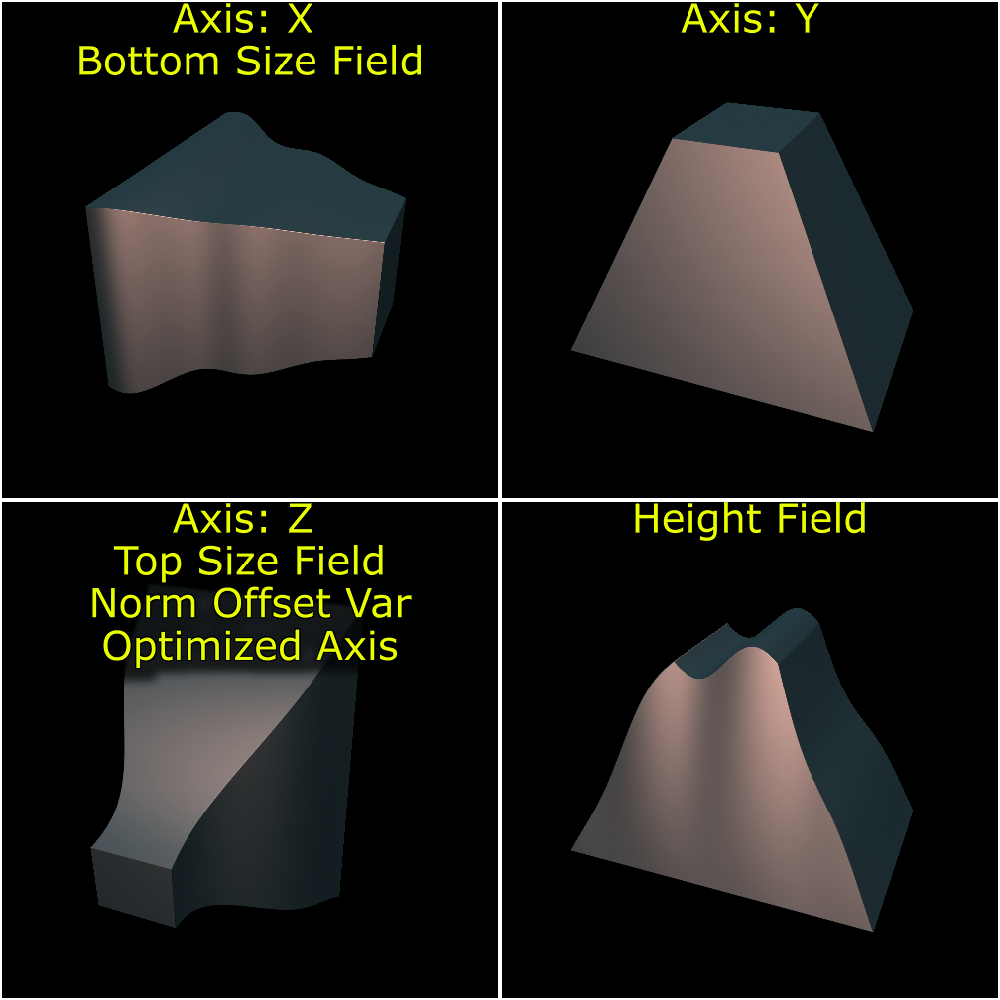 Axis: X
Bottom Size Field
Axis: Y
Axis: Z
Top Size Field
Norm Offset Var
Optimized Axis
Height Field